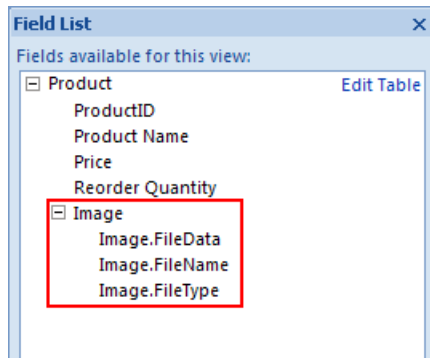 Field List
Fields available for this view:
Product Edit Table
ProductID
Product Name
Price
Reorder Quantity
Image
Image.FileData
Image.FileName
Image.FileType